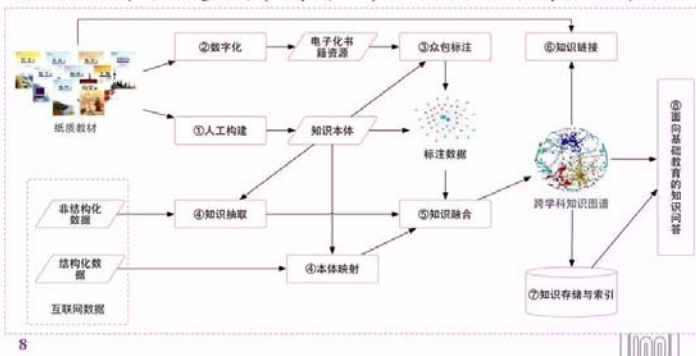 ②数字化
电子化书
籍资源
③众包标注
⑥知识链接
纸质教材
①人工构建
知识本体
标注数据
⑧面向基础教育的知识问答
跨学科知识图谱
非结构化
数据
④知识抽取
⑤知识融合
结构化数
据
④本体映射
⑦知识存储与索引
互联网数据
8